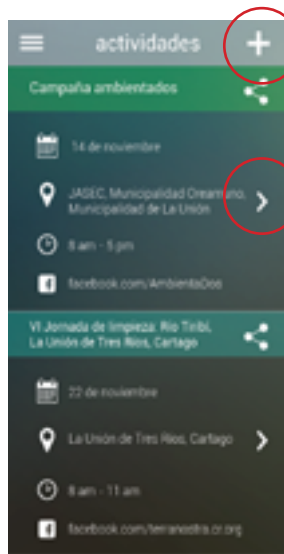 actividades
Campaña ambientados
14 de noviembre
JASEC, Municipalidad Oreamuno,
Municipalidad de La Unión
8 am - 5 pm
facebook.com/AmbientaDos
VI Jornada de limpieza: Rio Tiribí,
La Unión de Tres Ríos, Cartago
22 de noviembre
La Unión de Tres Ríos, Cartago
8 am - 11 am
facebook.com/terranostra.cr.org